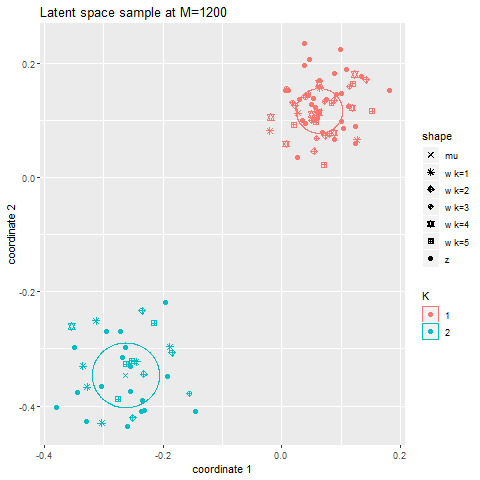 Latent space sample at M=1200
coordinate 2
0.2
0.0
-0.2
-0.4
-0.4
-0.2
0.0
0.2
coordinate 1
shape
mu
w k=1
w k=2
w k=3
w k=4
w k=5
z
K
1
2